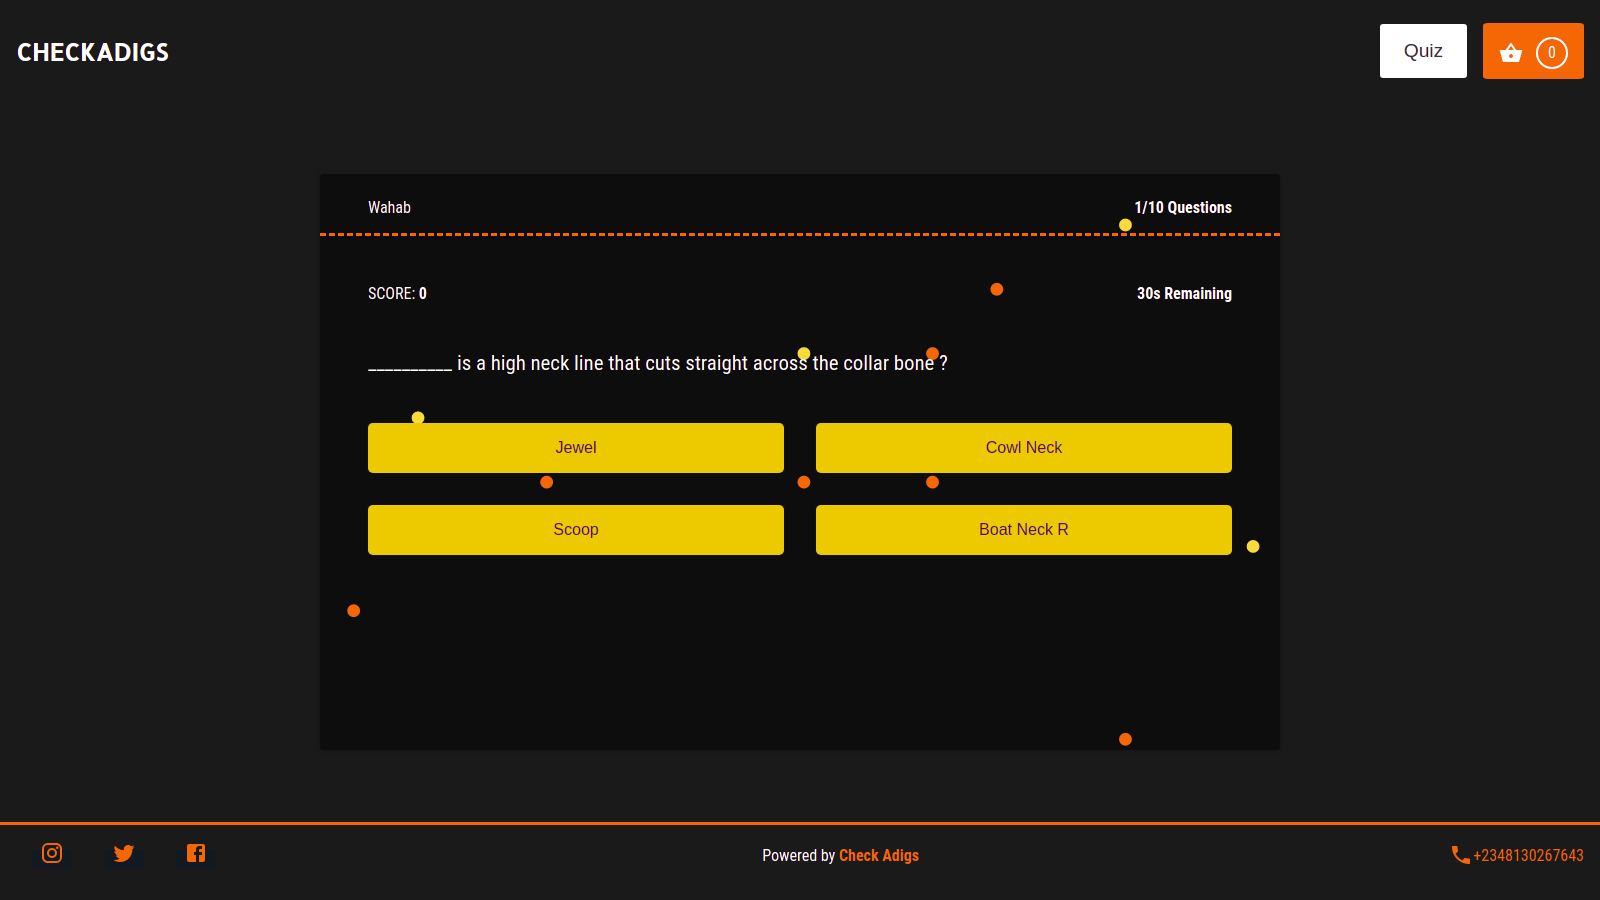 CHECKADIGS
Quiz
0
Wahab
1/10 Questions
SCORE: 0
30s Remaining
__________ is a high neck line that cuts straight across the collar bone ?
Jewel
Cowl Neck
Scoop
Boat Neck R
Powered by Check Adigs
+2348130267643